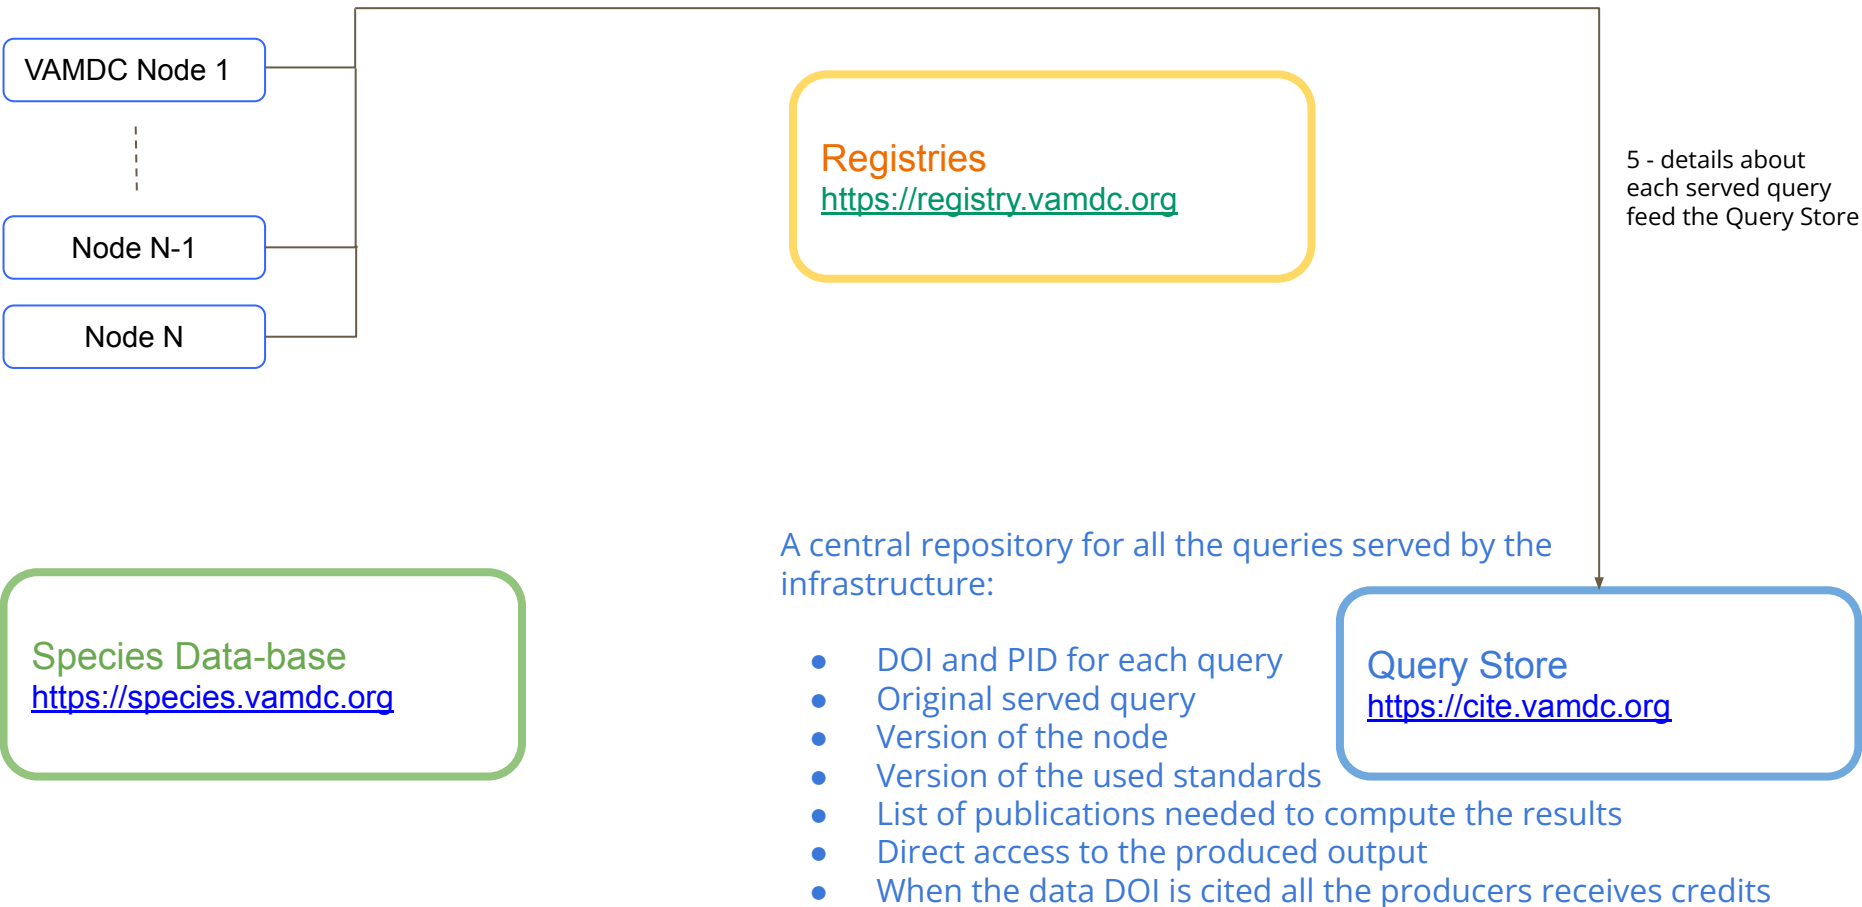 VAMDC Node 1
Node N-1
Node N
Registries
https://registry.vamdc.org
5 - details about
each served query
feed the Query Store
Species Data-base
https://species.vamdc.org
A central repository for all the queries served by the
infrastructure:
● DOI and PID for each query
● Original served query
● Version of the node
● Version of the used standards
● List of publications needed to compute the results
● Direct access to the produced output
● When the data DOI is cited all the producers receives credits
Query Store
https://cite.vamdc.org